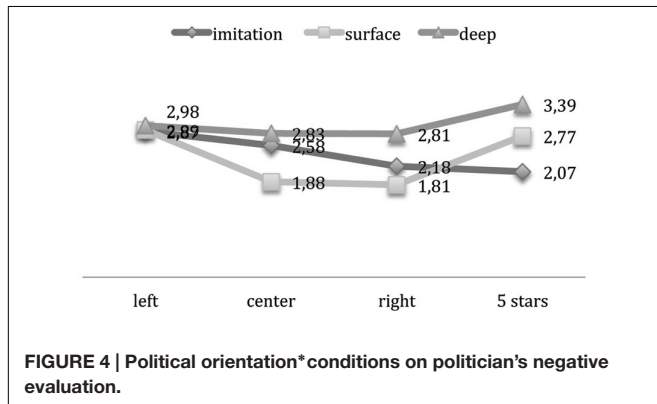 imitation surface deep
3,39
2,98
2,83 2,81 2,77
2,58
2,18 2,07
1,88 1,81
left center right 5 stars
FIGURE 4 | Political orientation*conditions on politician's negative
evaluation.